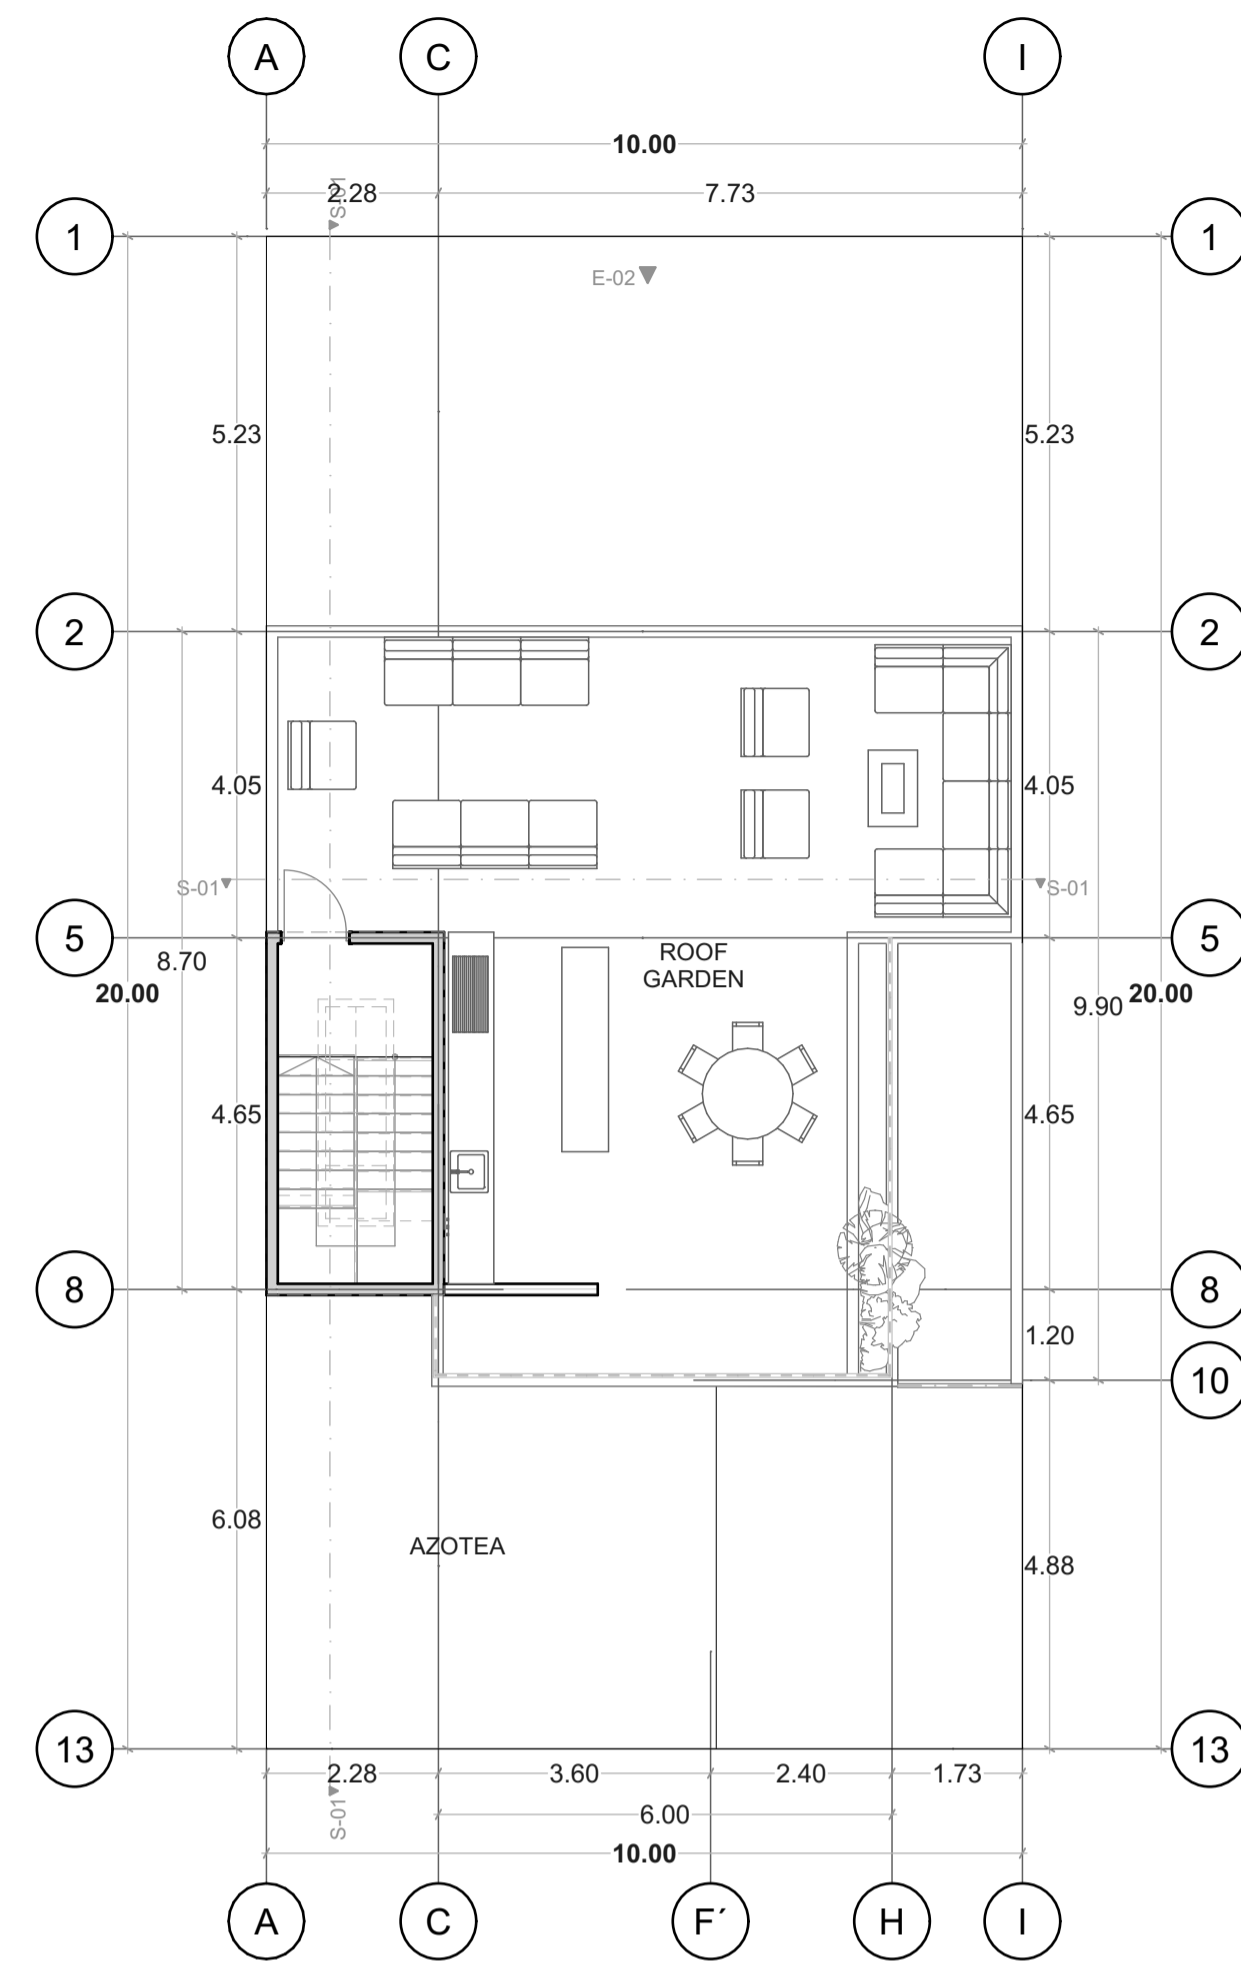 A C I
10.00
2.28 7.73
S-01
1 1
E-02
5.23 5.23
2 2
4.05 4.05
S-01 S-01
5 5
ROOF
GARDEN
8.70
20.00 9.90 20.00
4.65 4.65
8 8
1.20
10
6.08
AZOTEA
4.88
13 13
2.28 3.60 2.40 1.73
S-01
6.00
10.00
A C F´ H I